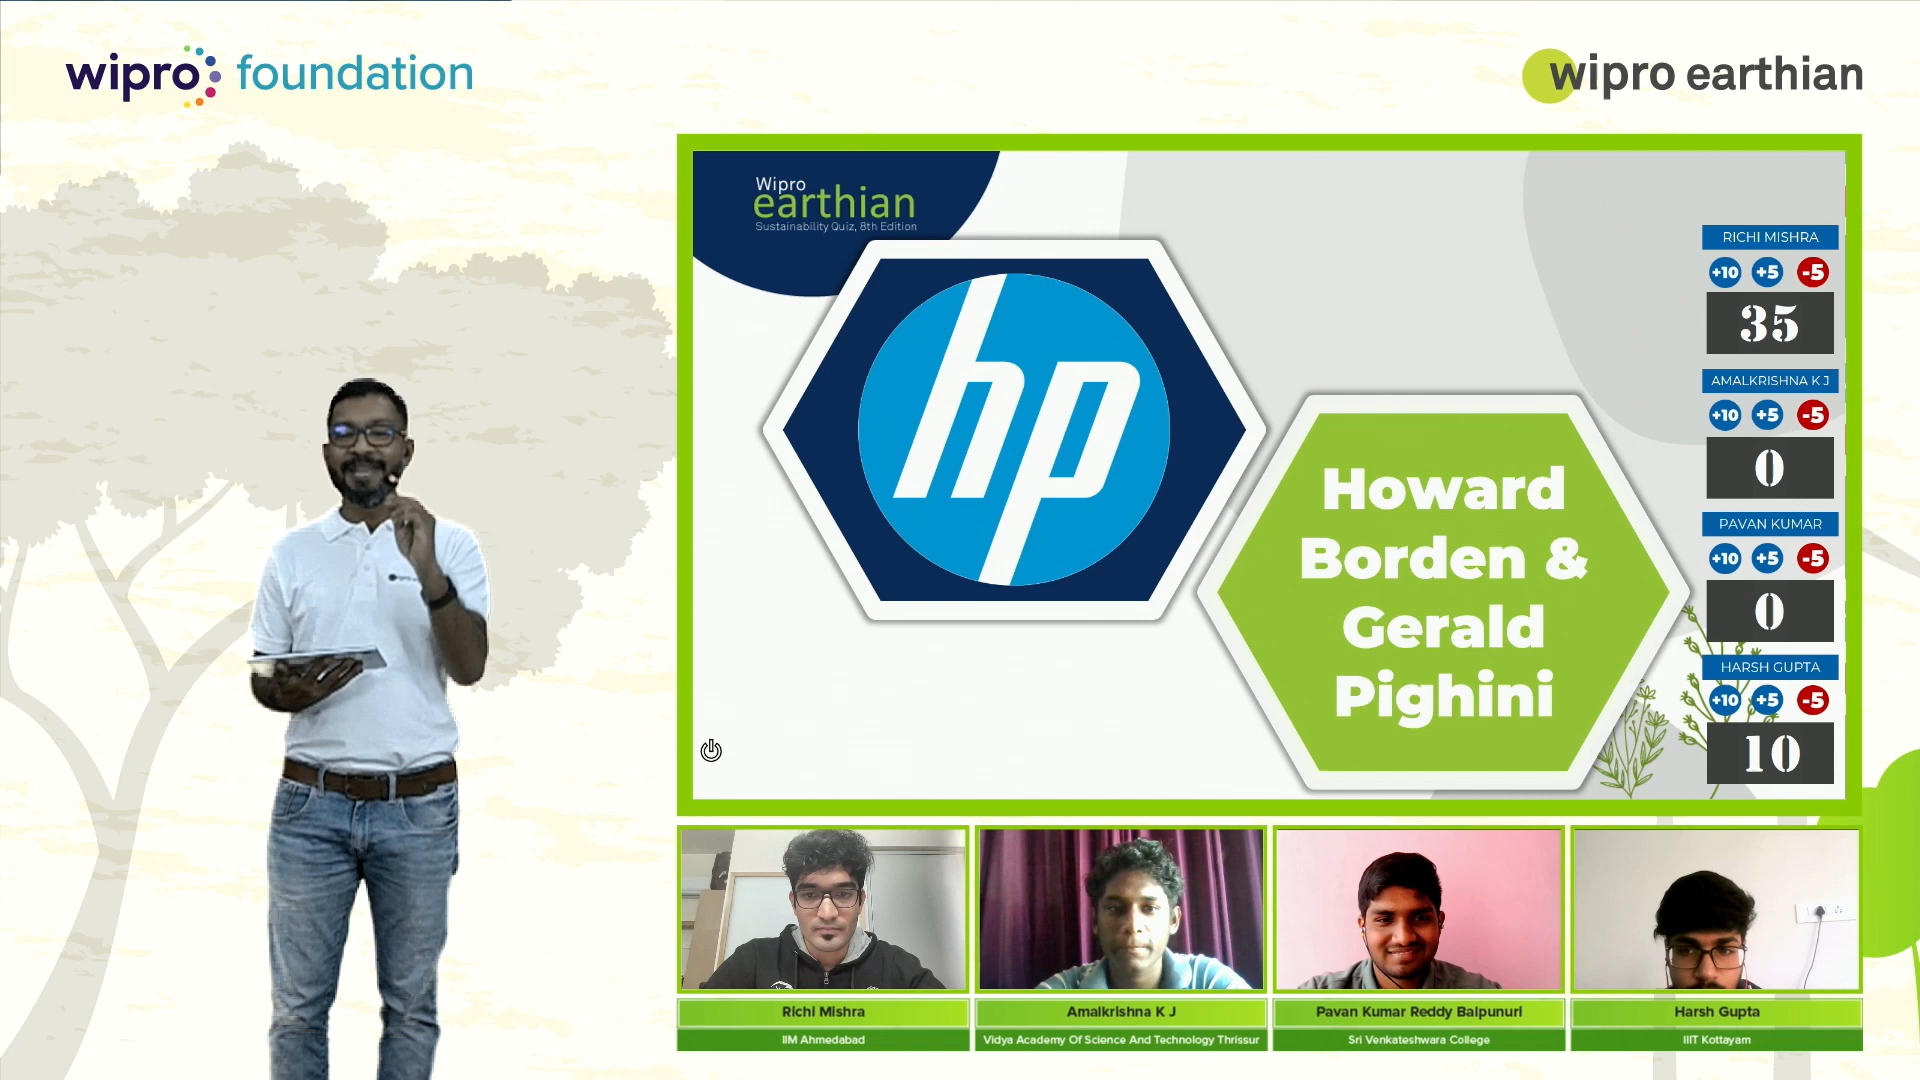 wipro foundation
wipro earthian
Wipro
earthian
Sustainability Quiz, 8th Edition
hp
Howard
Borden &
Gerald
Pighini
RICHI MISHRA
+10 +5 -5
35
AMALKRISHNA K J
+10 +5 -5
0
PAVAN KUMAR
+10 +5 -5
0
HARSH GUPTA
+10 +5 -5
10
Richi Mishra
IIM Ahmedabad
Amalkrishna K J
Vidya Academy Of Science And Technology Thrissur
Pavan Kumar Reddy Balpunuri
Sri Venkateshwara College
Harsh Gupta
IIIT Kottayam